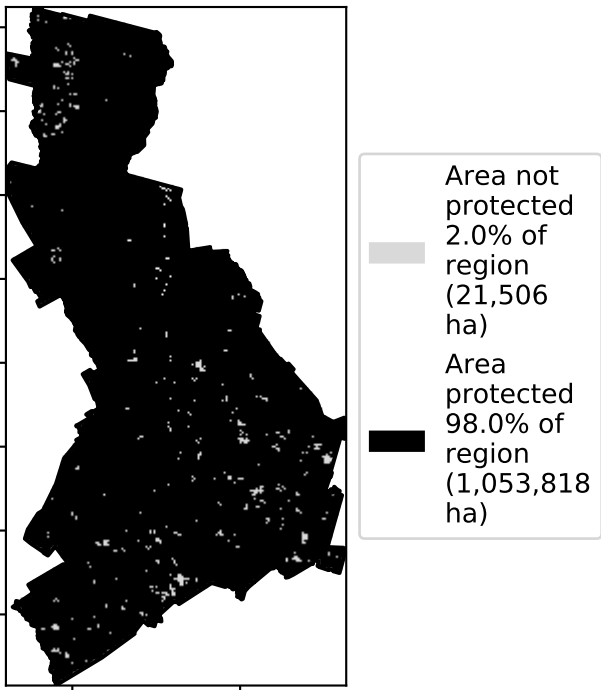 Area not
protected
2.0% of
region
(21,506
ha)
Area
protected
98.0% of
region
(1,053,818
ha)